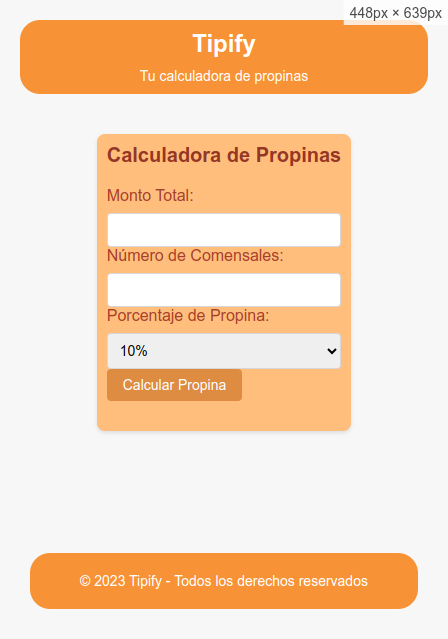 448px × 639px
Tipify
Tu calculadora de propinas
Calculadora de Propinas
Monto Total:
Número de Comensales:
Porcentaje de Propina:
10%
Calcular Propina
© 2023 Tipify - Todos los derechos reservados